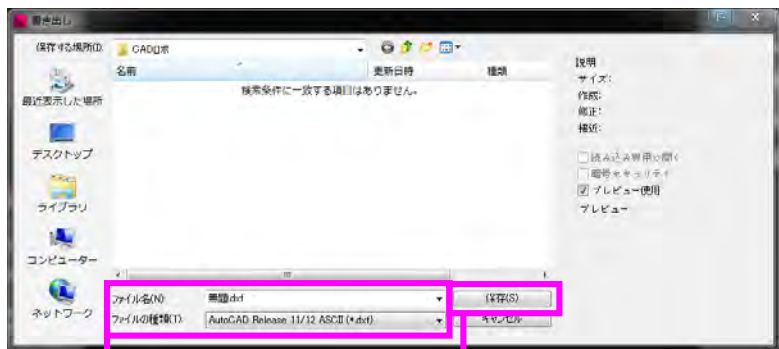 書き出し
保存する場所(I):
CAD口求
名前
更新日時
種類
検索条件に一致する項目はありません。
最近表示した場所
デスクトップ
ライブラリ
コンピューター
ネットワーク
説明
サイズ:
作成:
修正:
接近:
読み込み専用で開く
暗号セキュリティ
プレビュー使用
プレビュー
ファイル名(N):
無題.dxf
保存(S)
ファイルの種類(T):
AutoCAD Release 11/12 ASCII (*.dxf)
キャンセル